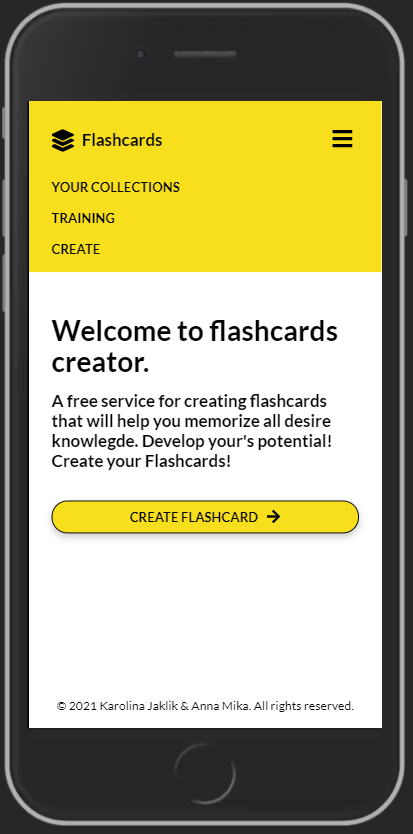 Flashcards
YOUR COLLECTIONS
TRAINING
CREATE
Welcome to flashcards
creator.
A free service for creating flashcards
that will help you memorize all desire
knowlegde. Develop your's potential!
Create your Flashcards!
CREATE FLASHCARD
© 2021 Karolina Jaklik & Anna Mika. All rights reserved.